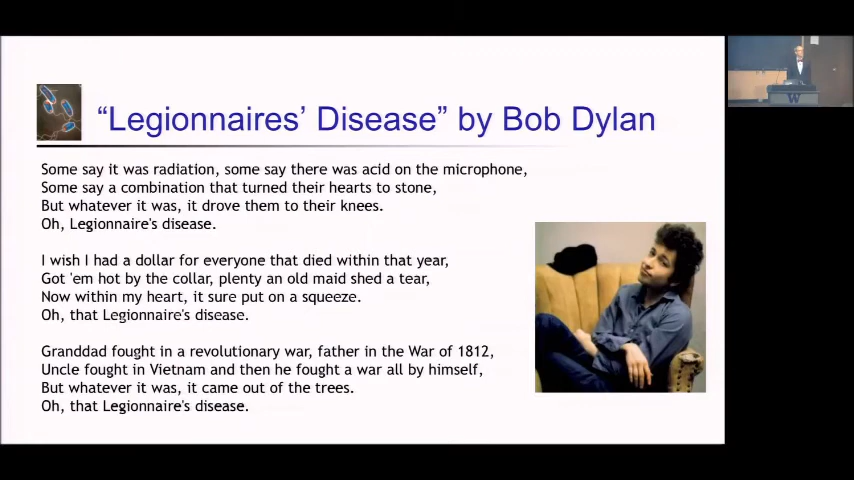 "Legionnaires' Disease" by Bob Dylan
Some say it was radiation, some say there was acid on the microphone,
Some say a combination that turned their hearts to stone,
But whatever it was, it drove them to their knees.
Oh, Legionnaire's disease.
I wish I had a dollar for everyone that died within that year,
Got 'em hot by the collar, plenty an old maid shed a tear,
Now within my heart, it sure put on a squeeze.
Oh, that Legionnaire's disease.
Granddad fought in a revolutionary war, father in the War of 1812,
Uncle fought in Vietnam and then he fought a war all by himself,
But whatever it was, it came out of the trees.
Oh, that Legionnaire's disease.
W